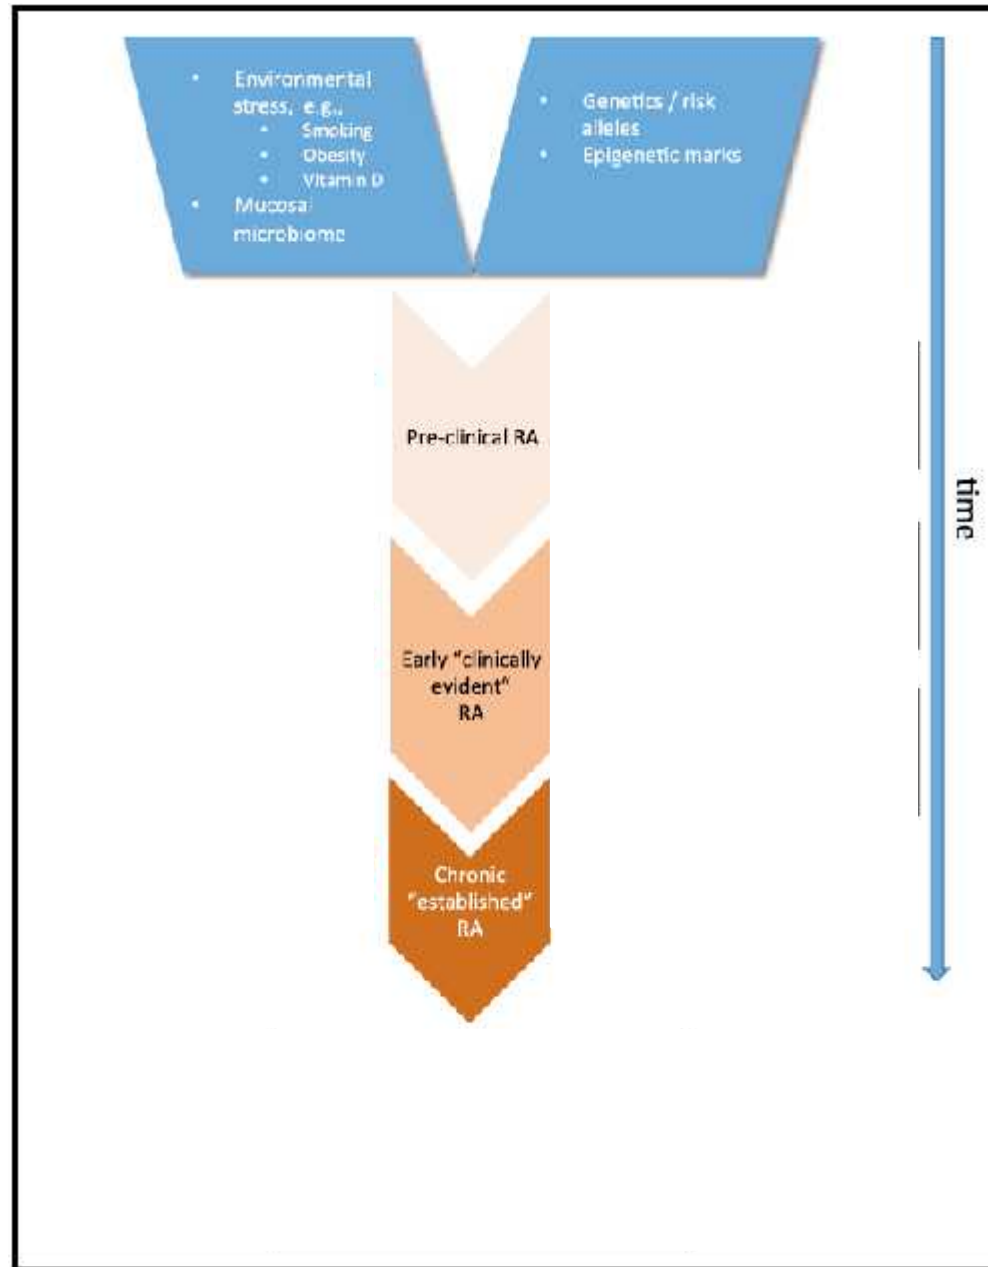 • Environmental
stress, e.g.,
• Smoking
• Obesity
• Vitamin D
• Mucosal
microbiome
• Genetics / risk
alleles
• Epigenetic marks
Pre-clinical RA
Early “clinically
evident”
RA
Chronic
“established”
RA
time